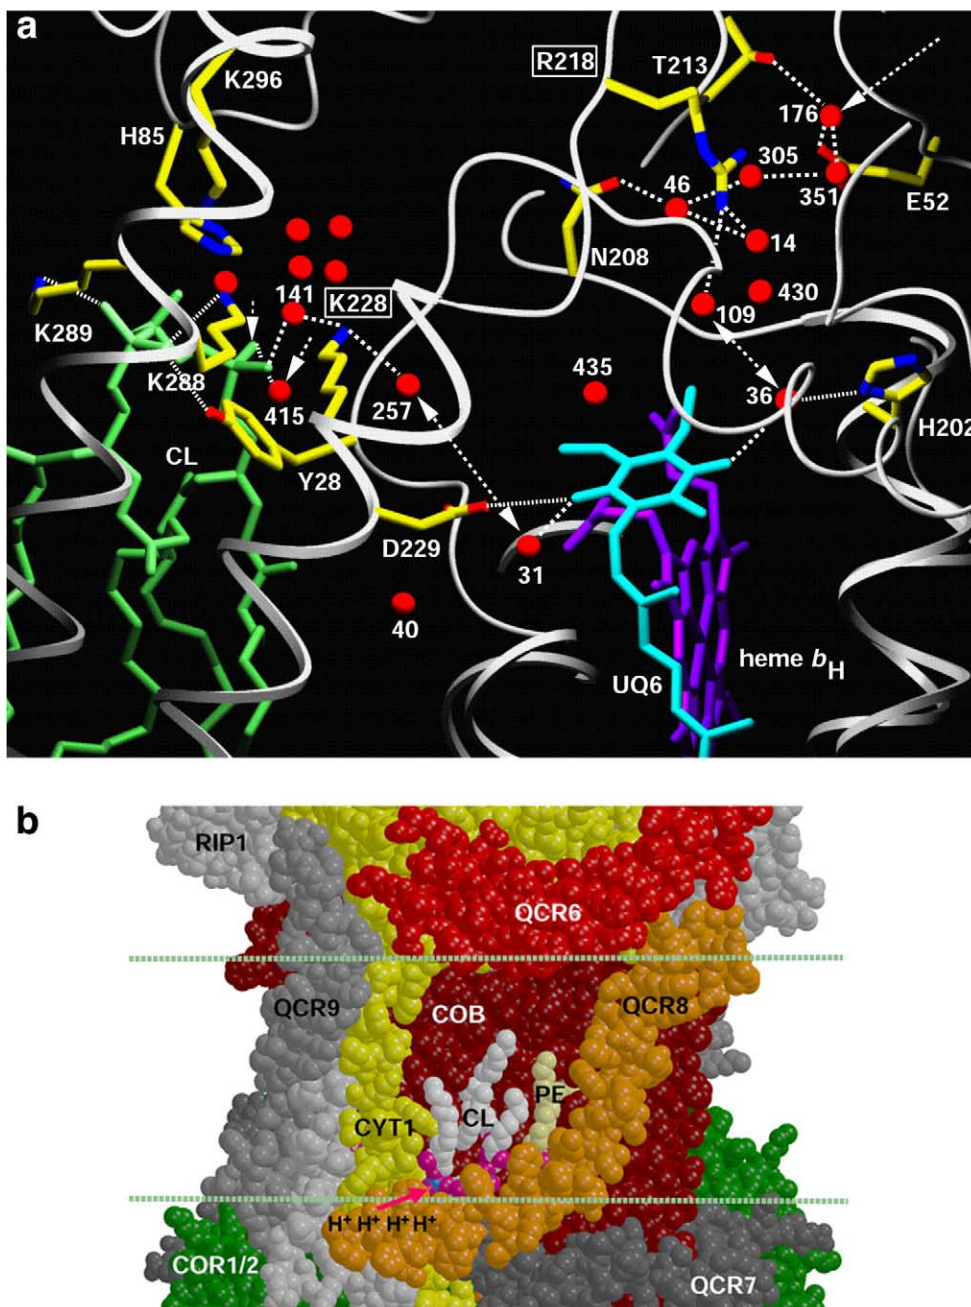 a
K296
H85
R218
T213
176
305
46
351
E52
14
N208
141
K228
K289
109
430
K288
435
36
415
257
H202
CL
Y28
D229
31
40
heme bH
UQ6
b
RIP1
QCR6
QCR9
COB
QCR8
PE
CL
CYT1
H+ H+ H+ H+
COR1/2
QCR7